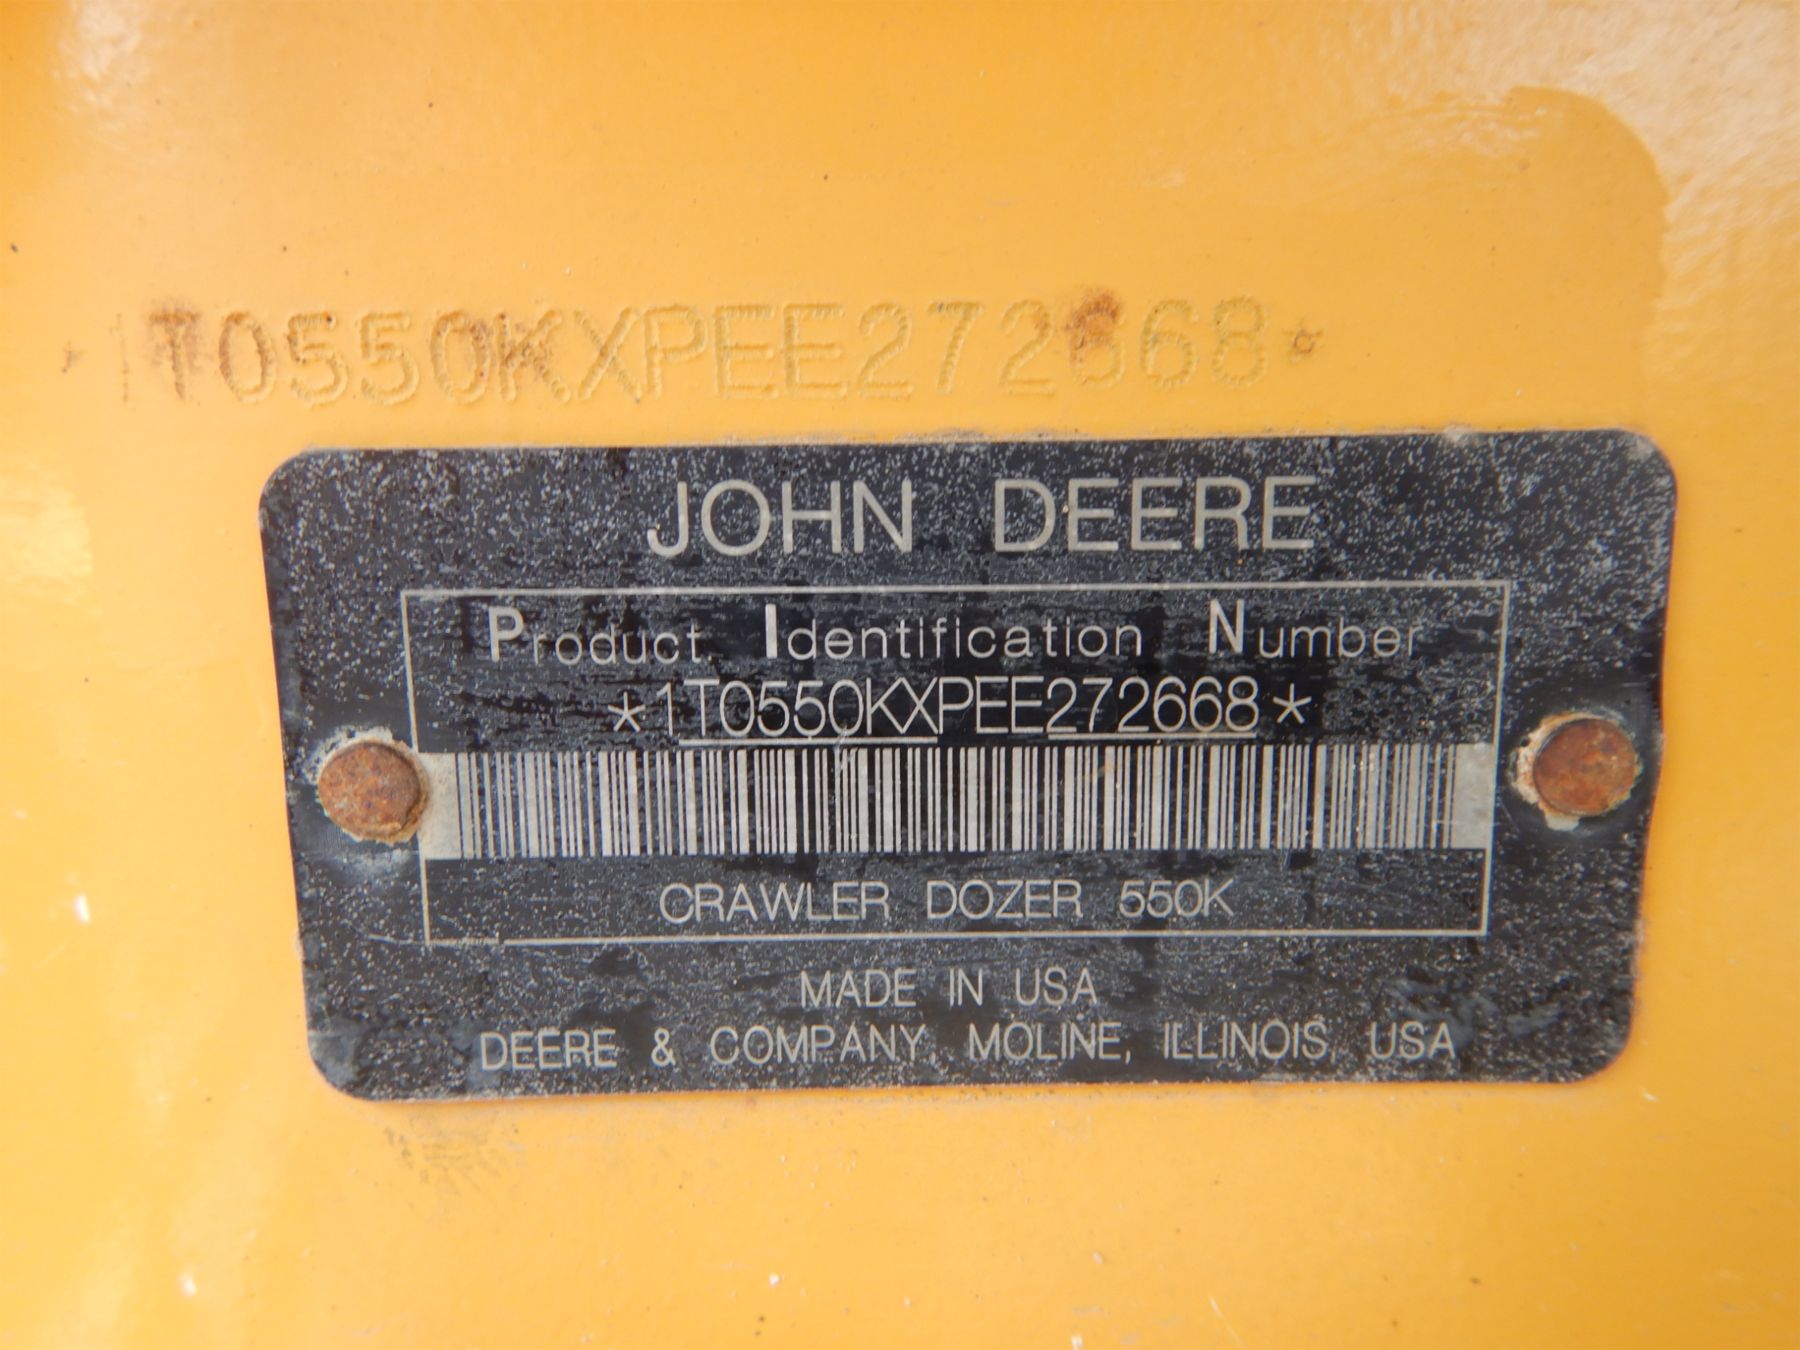 *1T0550KXPEE272668*
JOHN DEERE
Product Identification Number
*1T0550KXPEE272668*
CRAWLER DOZER 550K
MADE IN USA
DEERE & COMPANY, MOLINE, ILLINOIS, USA